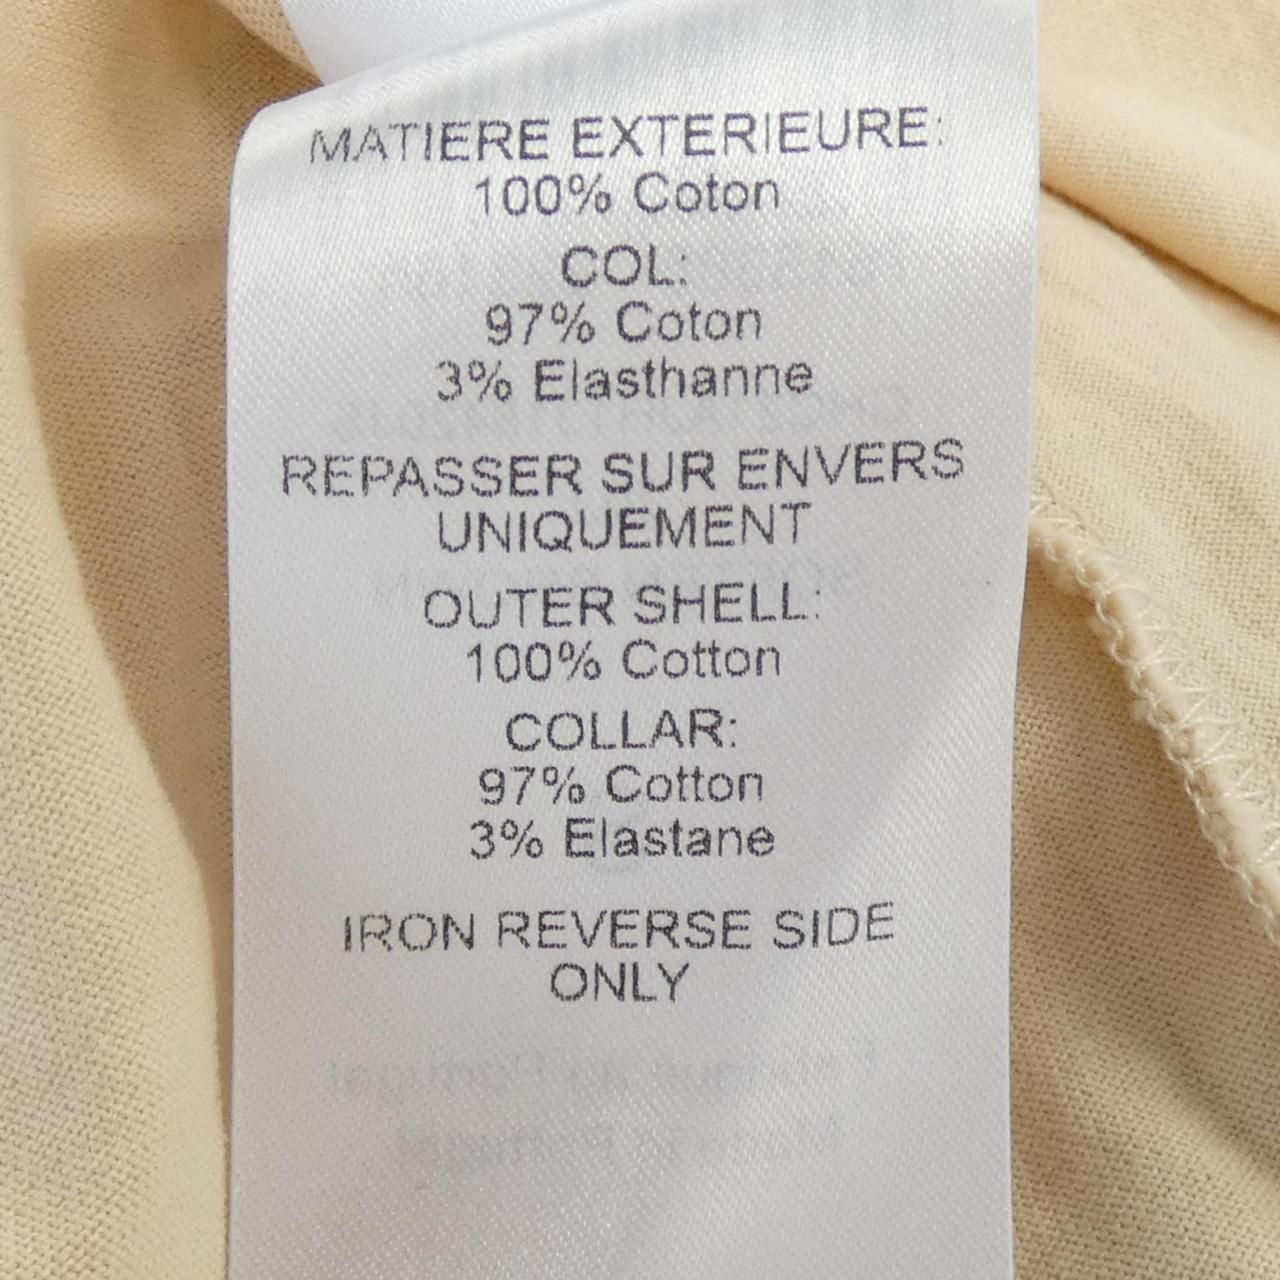 MATIERE EXTERIEURE:
100% Coton
COL:
97% Coton
3% Elasthanne
REPASSER SUR ENVERS
UNIQUEMENT
OUTER SHELL:
100% Cotton
COLLAR:
97% Cotton
3% Elastane
IRON REVERSE SIDE
ONLY